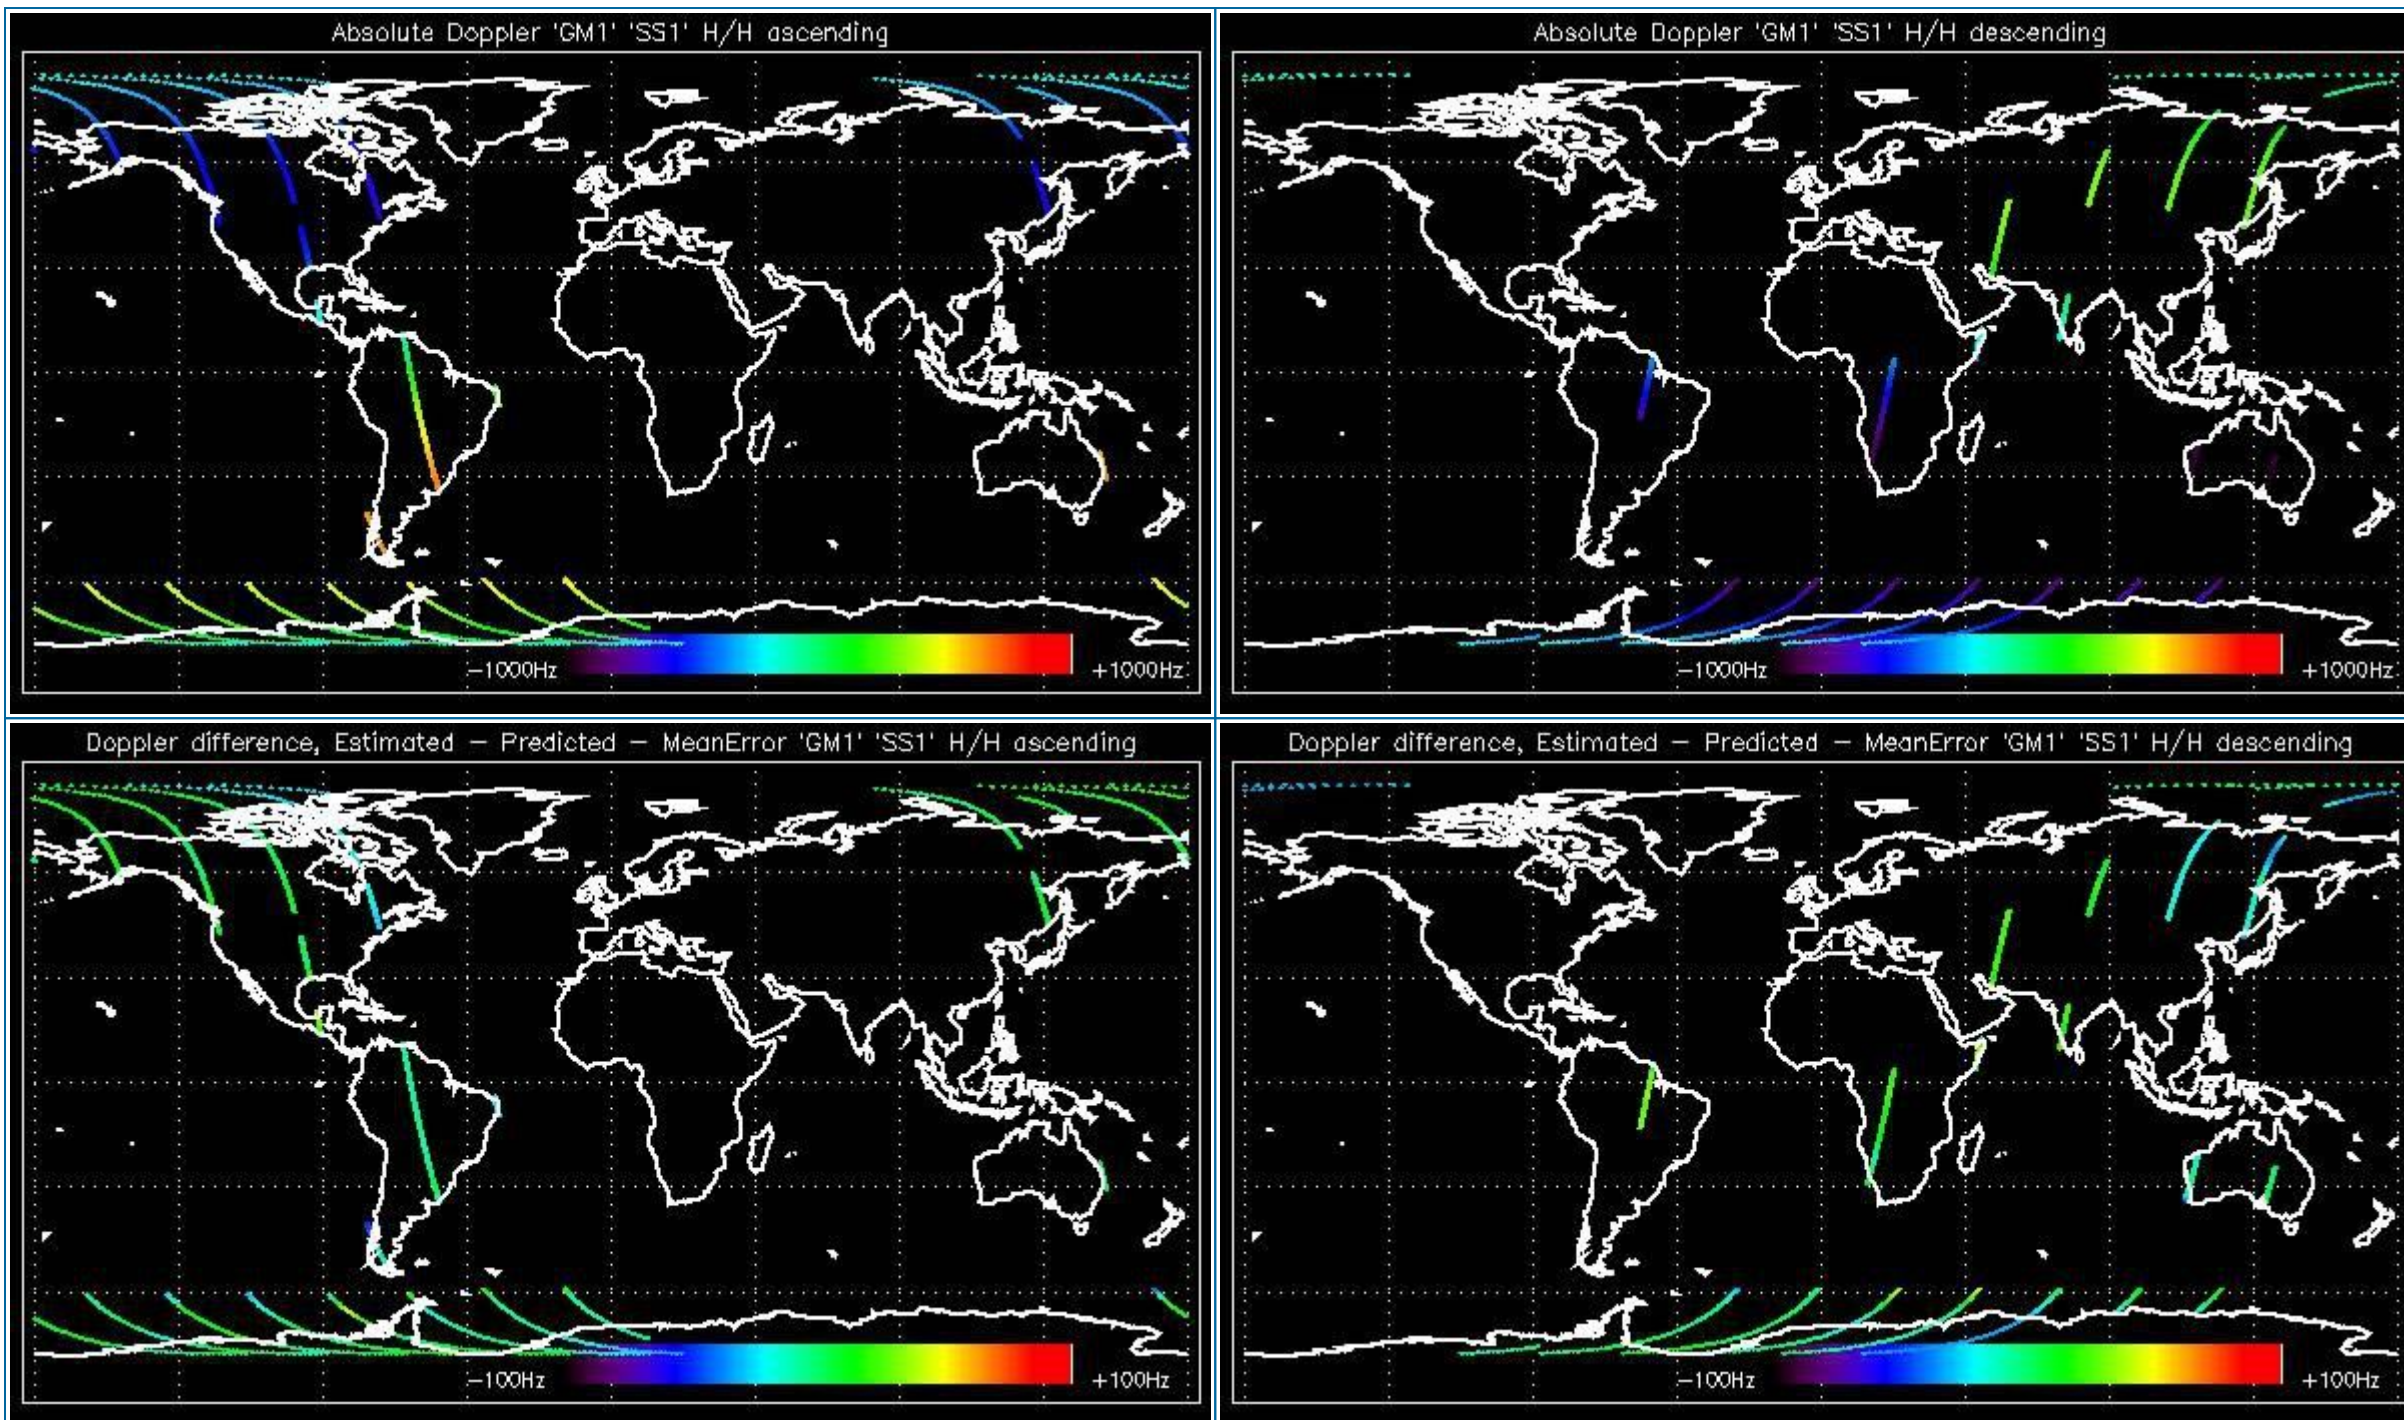 Absolute Doppler 'GM1' 'SS1' H/H ascending
−1000Hz
+1000Hz
Absolute Doppler 'GM1' 'SS1' H/H descending
−1000Hz
+1000Hz
Doppler difference, Estimated − Predicted − MeanError 'GM1' 'SS1' H/H ascending
−100Hz
+100Hz
Doppler difference, Estimated − Predicted − MeanError 'GM1' 'SS1' H/H descending
−100Hz
+100Hz